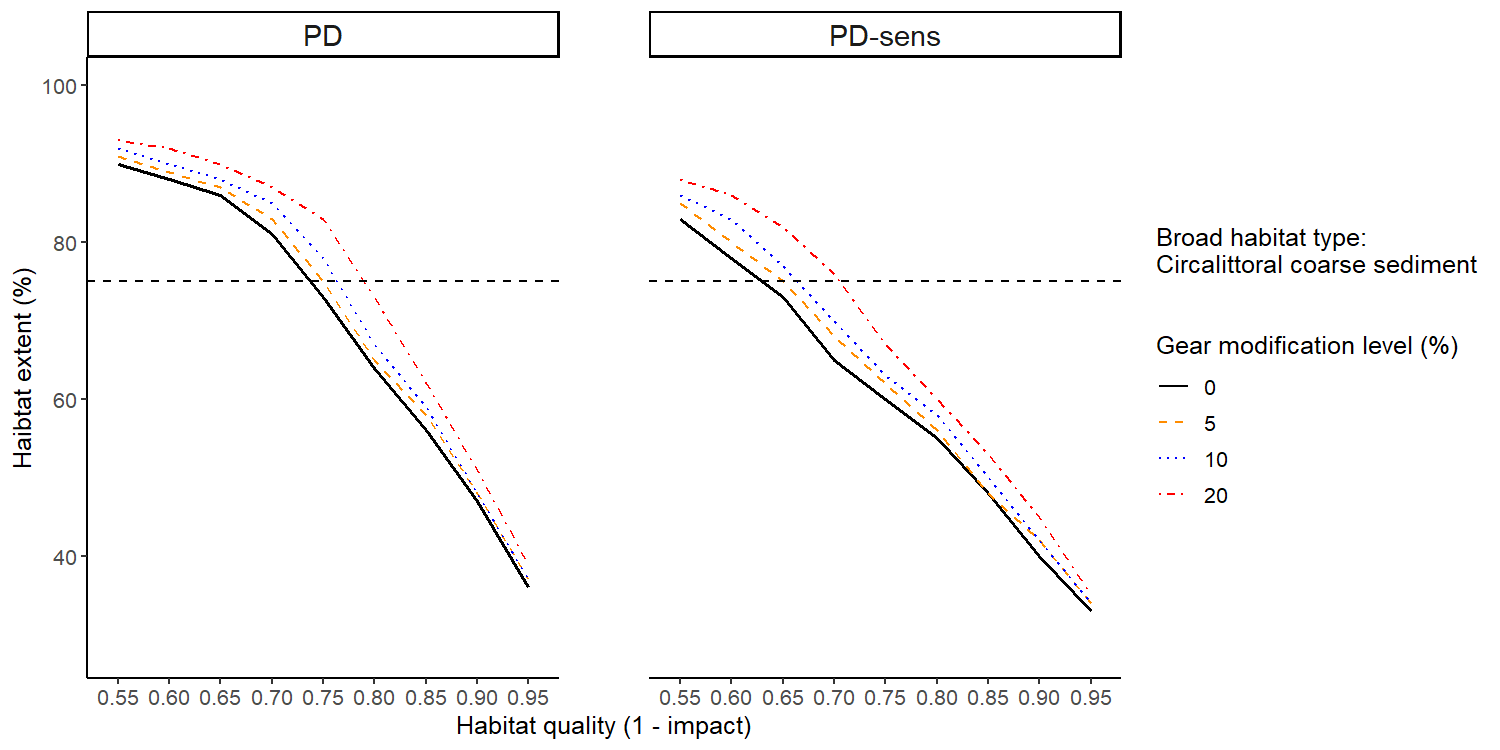 PD
PD-sens
100
80
60
40
Haibtat extent (%)
0.55 0.60 0.65 0.70 0.75 0.80 0.85 0.90 0.95
0.55 0.60 0.65 0.70 0.75 0.80 0.85 0.90 0.95
Habitat quality (1 - impact)
Broad habitat type:
Circalittoral coarse sediment
Gear modification level (%)
0
5
10
20